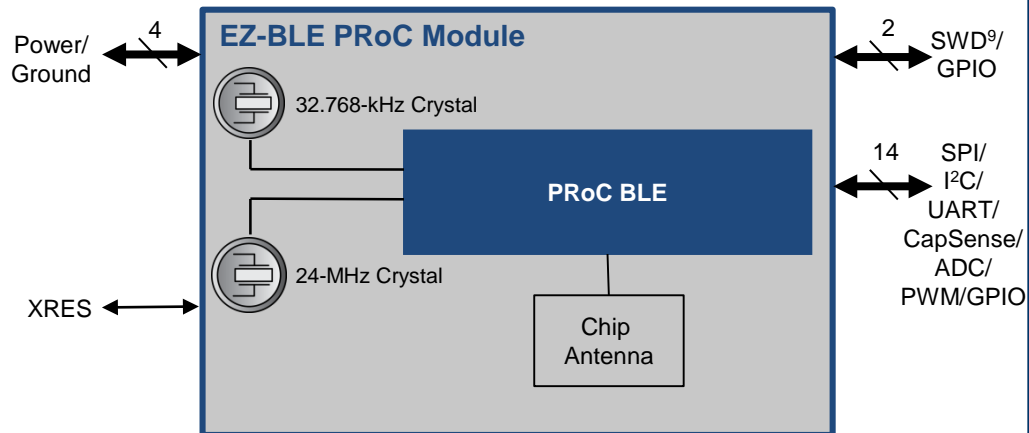 EZ-BLE PRoC Module
4
Power/
Ground
2
SWD⁹/
GPIO
32.768-kHz Crystal
14
SPI/
I²C/
UART/
CapSense/
ADC/
PWM/GPIO
PRoC BLE
24-MHz Crystal
XRES
Chip
Antenna